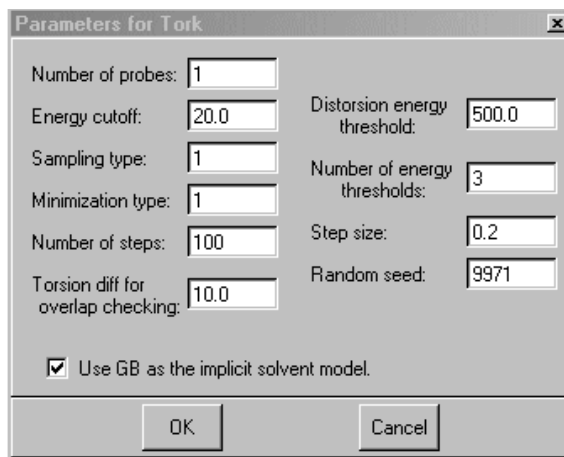 Parameters for Tork
Number of probes: 1
Energy cutoff: 20.0
Sampling type: 1
Minimization type: 1
Number of steps: 100
Torsion diff for
overlap checking: 10.0
Distorsion energy
threshold: 500.0
Number of energy
thresholds: 3
Step size: 0.2
Random seed: 9971
Use GB as the implicit solvent model.
OK
Cancel